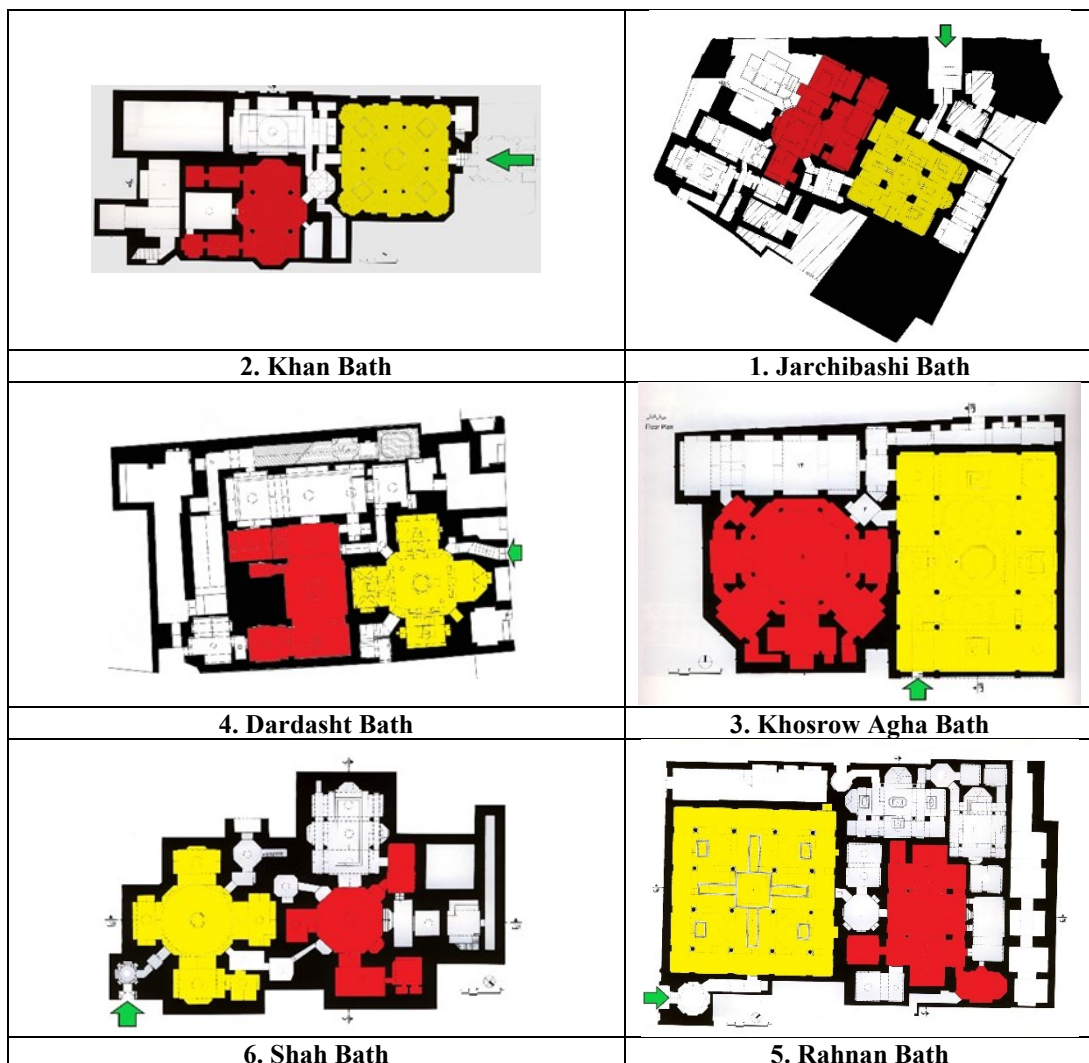 2. Khan Bath
1. Jarchibashi Bath
Floor Plan
4. Dardasht Bath
3. Khosrow Agha Bath
6. Shah Bath
5. Rahnan Bath